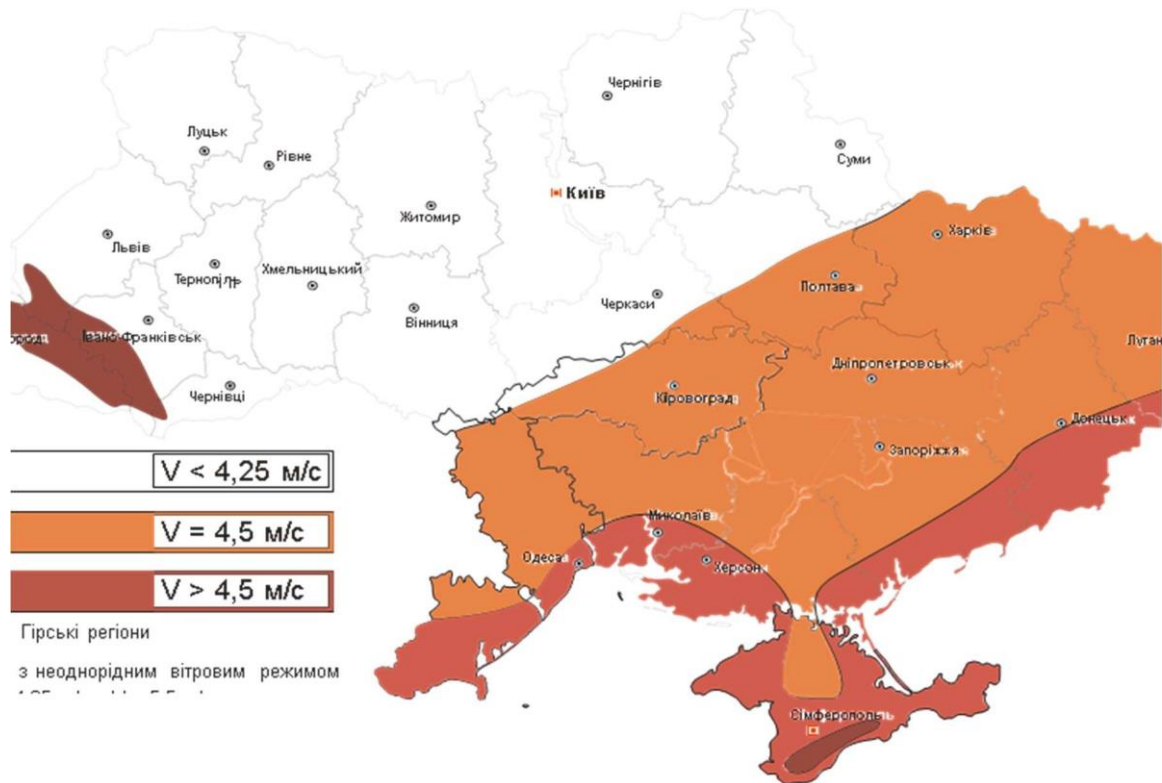 Чернігів
Луцьк
Рівне
Суми
Київ
Житомир
Львів
Харків
Тернопіль
Хмельницький
Полтава
Черкаси
Вінниця
Івано-Франківськ
ород
Луган
Дніпропетровськ
Чернівці
Кіровоград
Донецьк
Запоріжжя
V < 4,25 м/с
Миколаїв
V = 4,5 м/с
Одеса
Херсон
V > 4,5 м/с
Гірські регіони
з неоднорідним вітровим режимом
Сімферополь